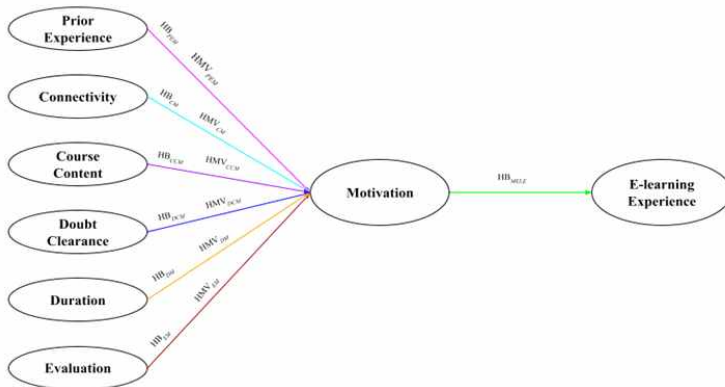 Prior
Experience
HB_PEM
HMV_PEM
Connectivity
HB_CM
HMV_CM
Course
Content
HB_CCM
HMV_CCM
Motivation
HB_MELE
E-learning
Experience
Doubt
Clearance
HB_DCM
HMV_DCM
Duration
HB_DM
HMV_DM
Evaluation
HB_EM
HMV_EM